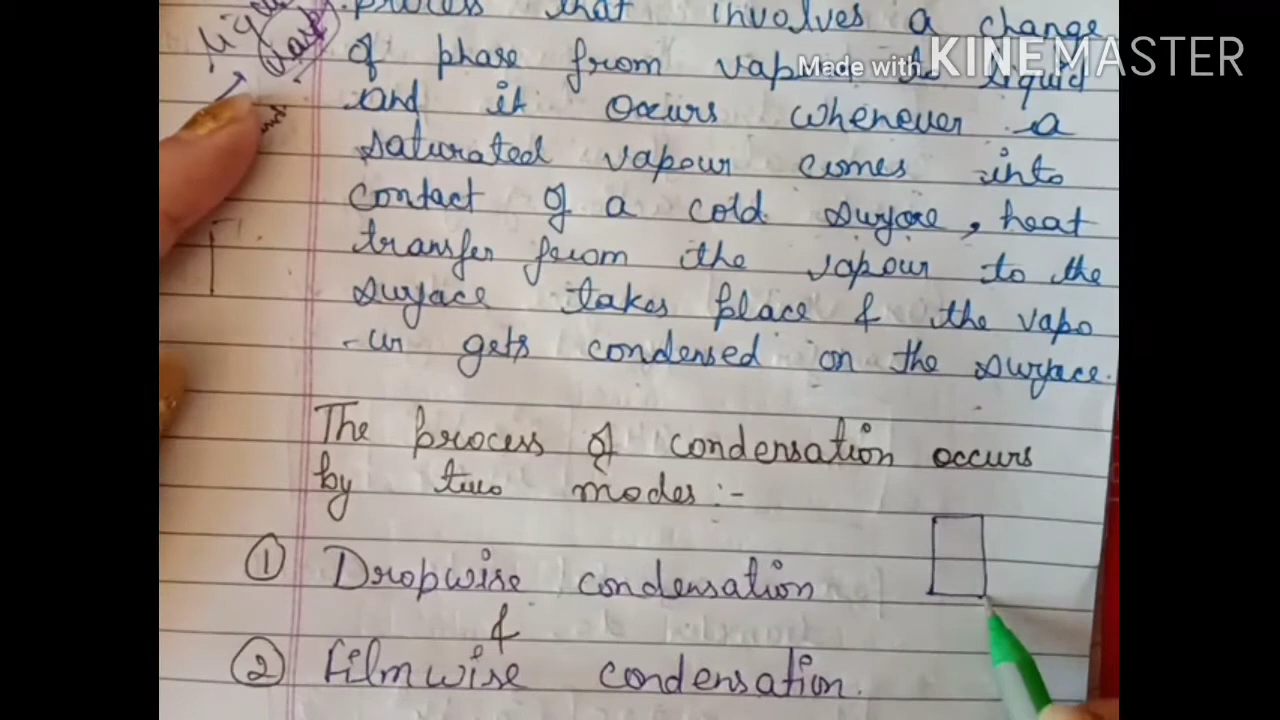 process that involves a change
of phase from vapour to liquid
and it occurs whenever a
saturated vapour comes into
contact of a cold surface, heat
transfer from the vapour to the
surface takes place & the vapo
-ur gets condensed on the surface.
The process of condensation occurs
by two modes :-
① Dropwise condensation
&
② filmwise condensation.
Made with KINEMASTER